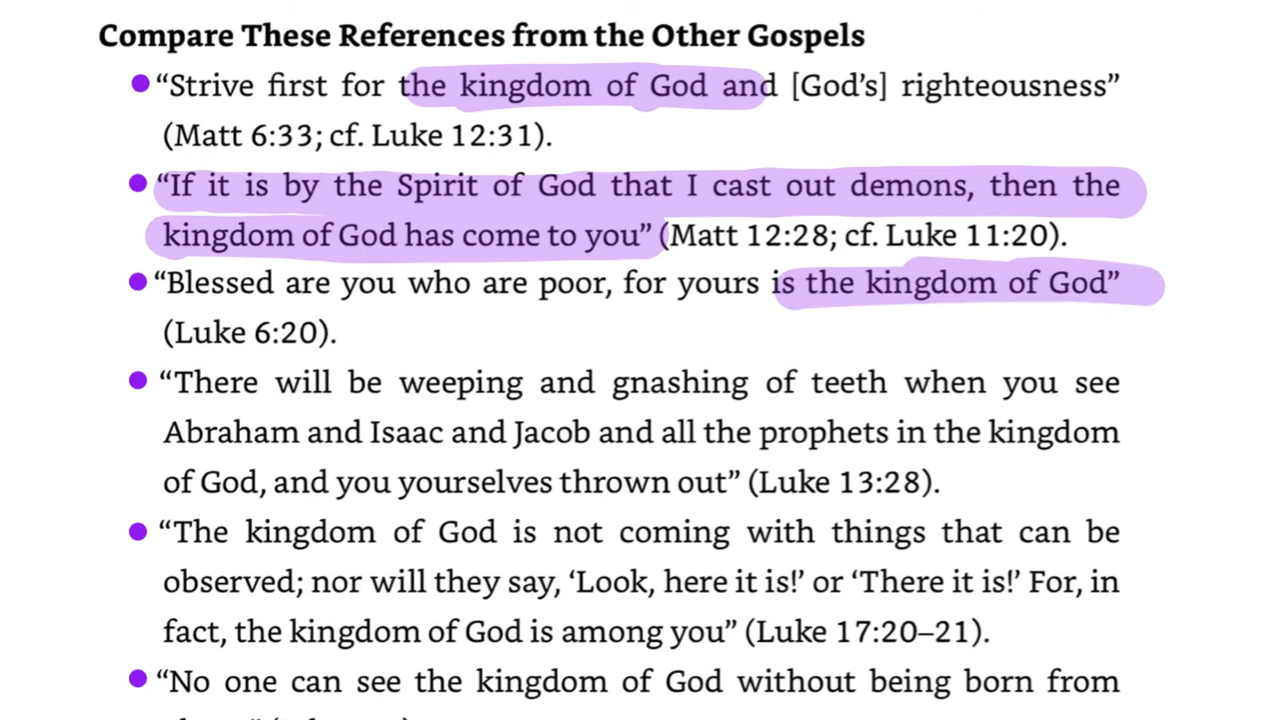 Compare These References from the Other Gospels
● “Strive first for the kingdom of God and [God’s] righteousness”
(Matt 6:33; cf. Luke 12:31).
● “If it is by the Spirit of God that I cast out demons, then the
kingdom of God has come to you” (Matt 12:28; cf. Luke 11:20).
● “Blessed are you who are poor, for yours is the kingdom of God”
(Luke 6:20).
● “There will be weeping and gnashing of teeth when you see
Abraham and Isaac and Jacob and all the prophets in the kingdom
of God, and you yourselves thrown out” (Luke 13:28).
● “The kingdom of God is not coming with things that can be
observed; nor will they say, ‘Look, here it is!’ or ‘There it is!’ For, in
fact, the kingdom of God is among you” (Luke 17:20–21).
● “No one can see the kingdom of God without being born from